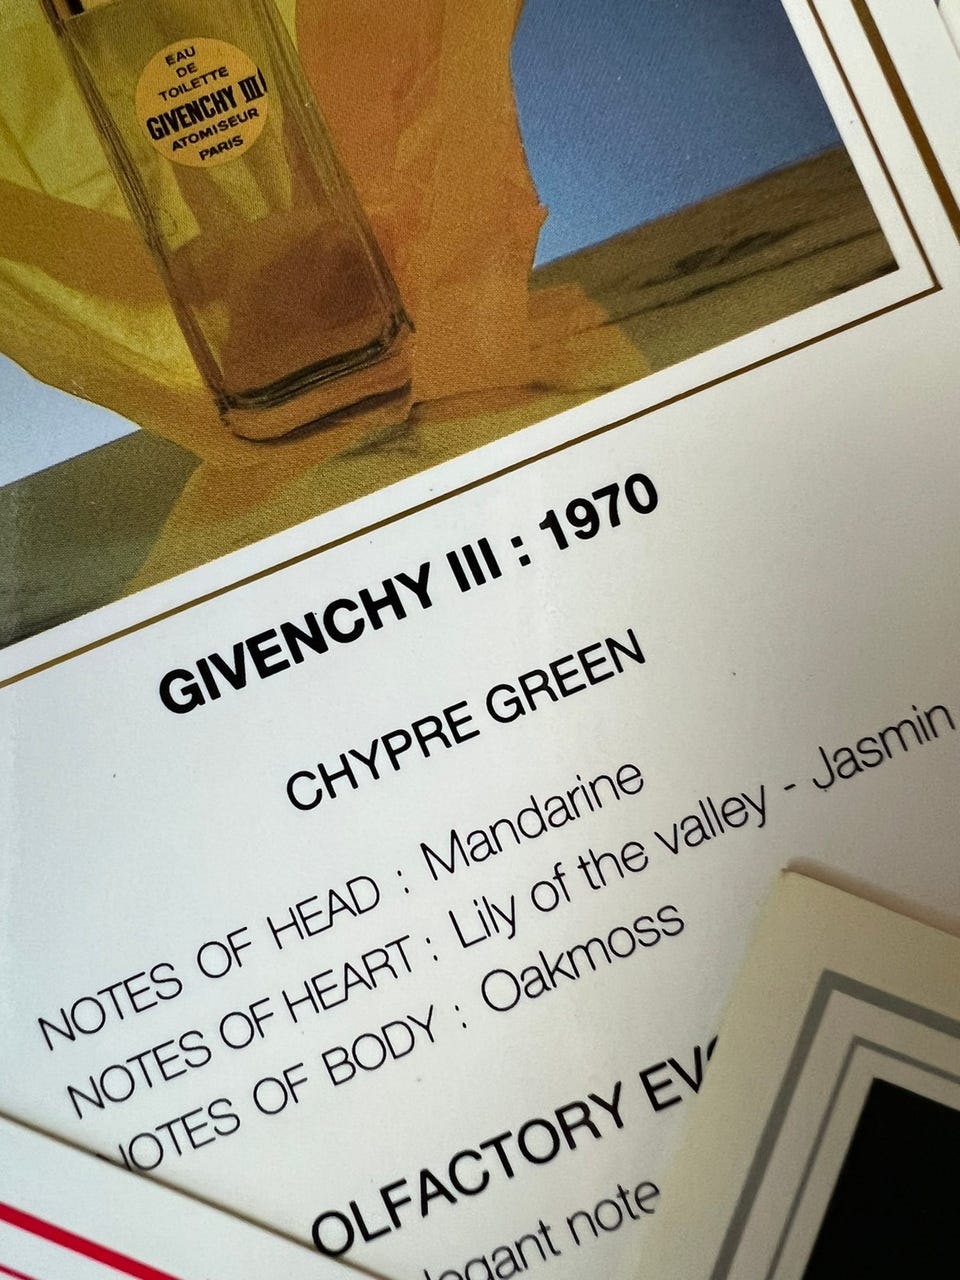 EAU
DE
TOILETTE
GIVENCHY III
ATOMISEUR
PARIS
GIVENCHY III : 1970
CHYPRE GREEN
NOTES OF HEAD : Mandarine
NOTES OF HEART : Lily of the valley - Jasmin
NOTES OF BODY : Oakmoss
OLFACTORY
note